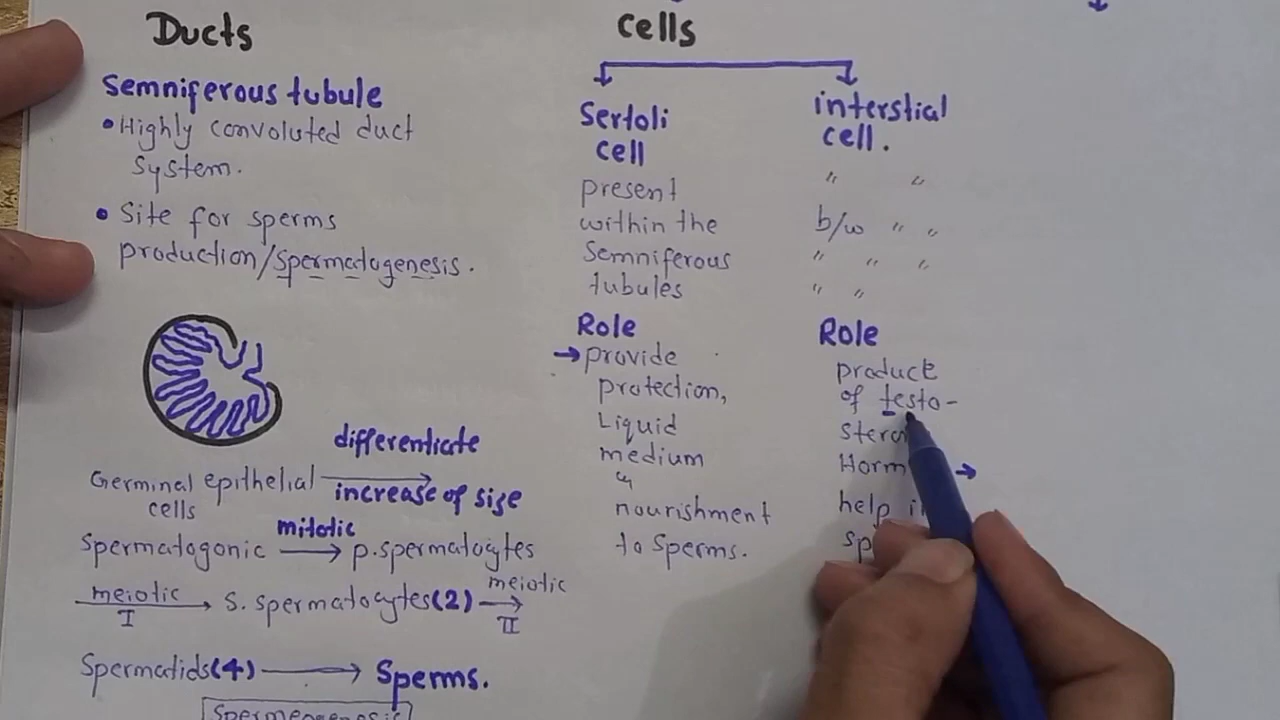 Ducts
Semniferous tubule
• Highly convoluted duct
system.
• Site for sperms
production/spermatogenesis.
differentiate
Germinal epithelial
increase of size
cells
mitotic
Spermatogonic → p.spermatocytes
meiotic
I
→ S. spermatocytes(2) →
meiotic
II
Spermatids(4) → Sperms.
Spermeogenesis
cells
Sertoli
cell
present
within the
Semniferous
tubules
Role
→ provide
protection,
Liquid
medium
nourishment
to sperms.
interstial
cell.
" "
b/w " "
" " "
" "
Role
product
of testo-
Horm →
help